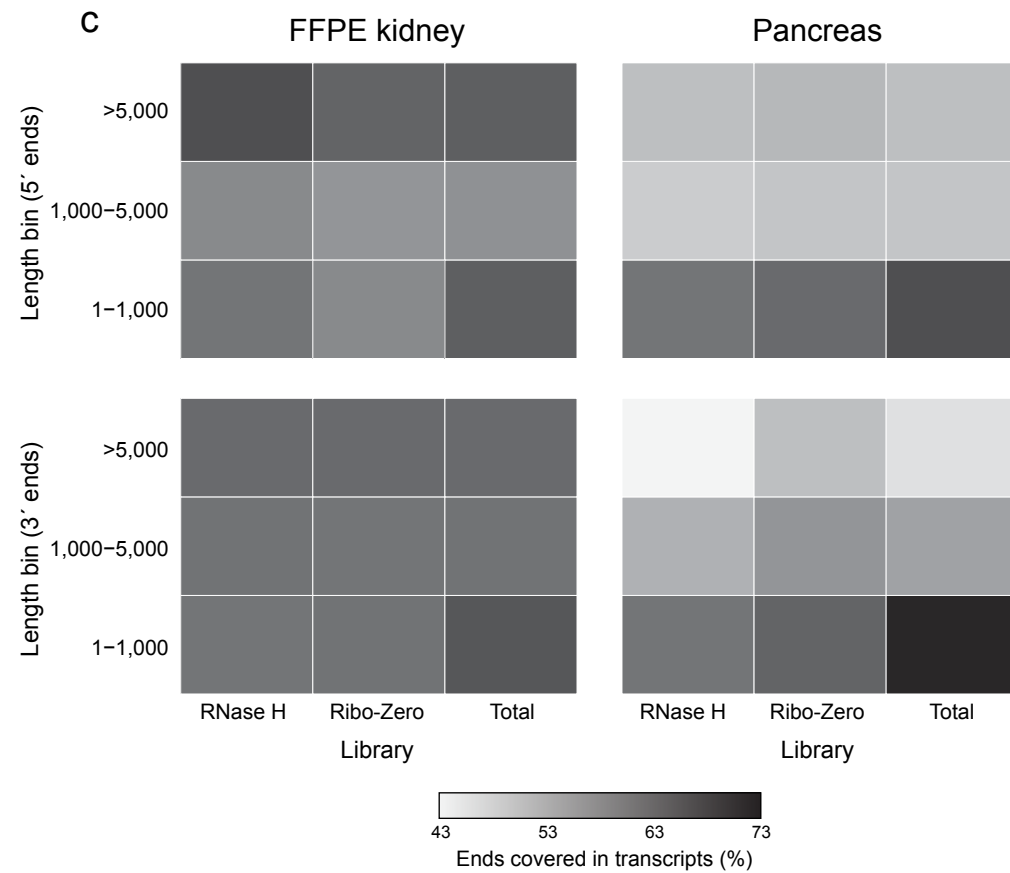 c
FFPE kidney
Pancreas
Length bin (5´ ends)
>5,000
1,000−5,000
1−1,000
Length bin (3´ ends)
>5,000
1,000−5,000
1−1,000
RNase H Ribo-Zero Total
RNase H Ribo-Zero Total
Library
Library
43 53 63 73
Ends covered in transcripts (%)